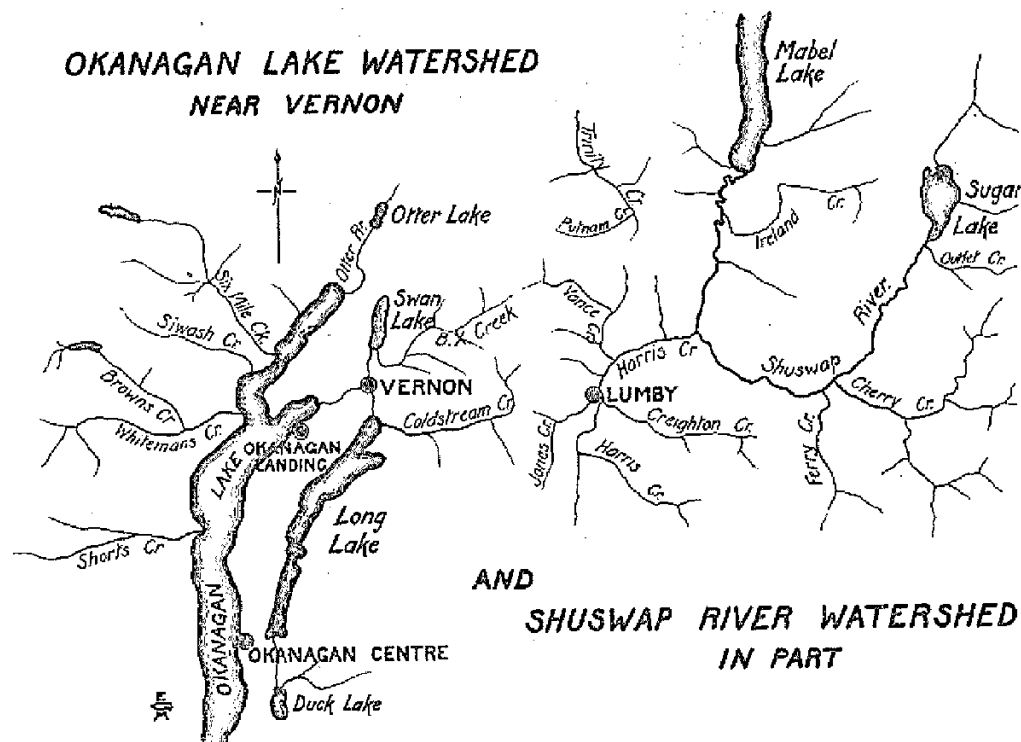 OKANAGAN LAKE WATERSHED
NEAR VERNON
N
Mabel
Lake
Trinity
Cr.
Putnam Cr.
Ireland Cr.
Sugar
Lake
Outlet Cr.
Otter Lake
Otter Rr.
Six Mile Ck.
Siwash Cr.
Swan
Lake
B. X Creek
Vance
Cr.
Harris Cr.
Shuswap
River.
Browns Cr.
Whitemans Cr.
VERNON
Coldstream Cr.
LUMBY
Creighton Cr.
Cherry Cr.
Ferry Cr.
Jones Cr.
Harris
Cr.
OKANAGAN
LANDING
LAKE
OKANAGAN
Long
Lake
Shorts Cr.
AND
SHUSWAP RIVER WATERSHED
IN PART
OKANAGAN CENTRE
Duck Lake